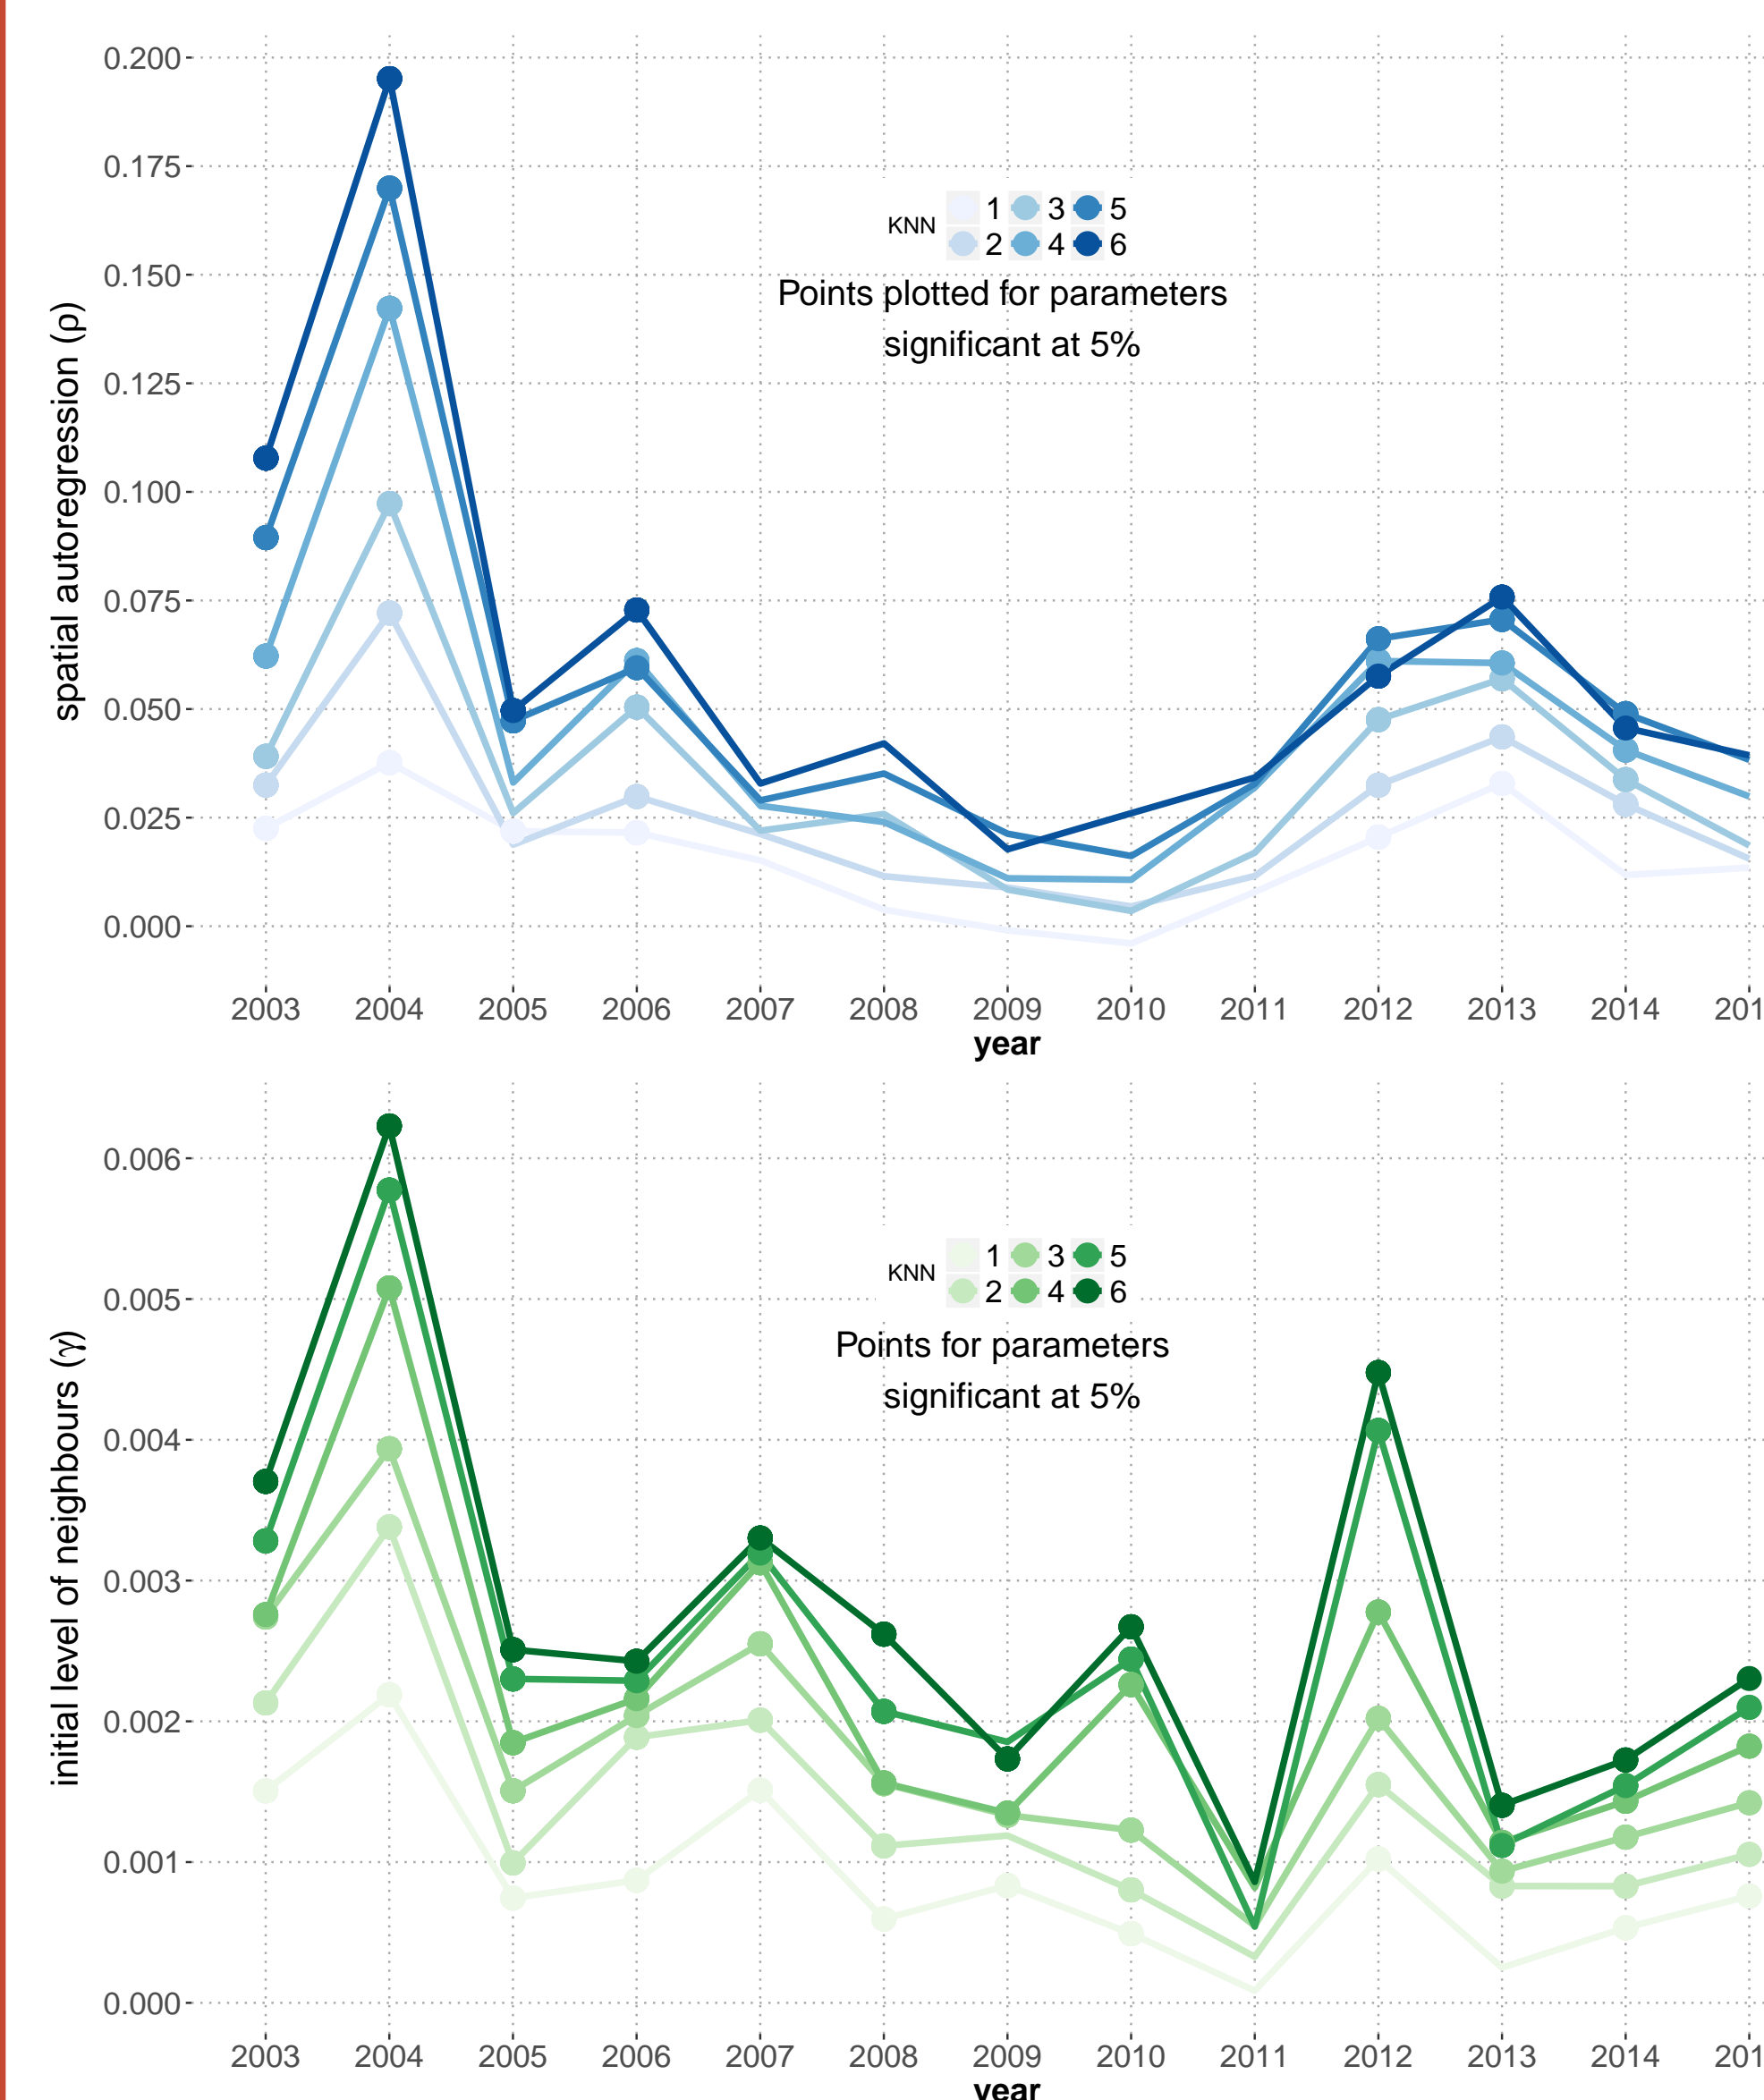 0.200
0.175
0.150
0.125
0.100
0.075
0.050
0.025
0.000
spatial autoregression (ρ)
KNN 1 3 5
2 4 6
Points plotted for parameters
significant at 5%
2003 2004 2005 2006 2007 2008 2009 2010 2011 2012 2013 2014 201
year
0.006
0.005
0.004
0.003
0.002
0.001
0.000
initial level of neighbours (γ)
KNN 1 3 5
2 4 6
Points for parameters
significant at 5%
2003 2004 2005 2006 2007 2008 2009 2010 2011 2012 2013 2014 201
year